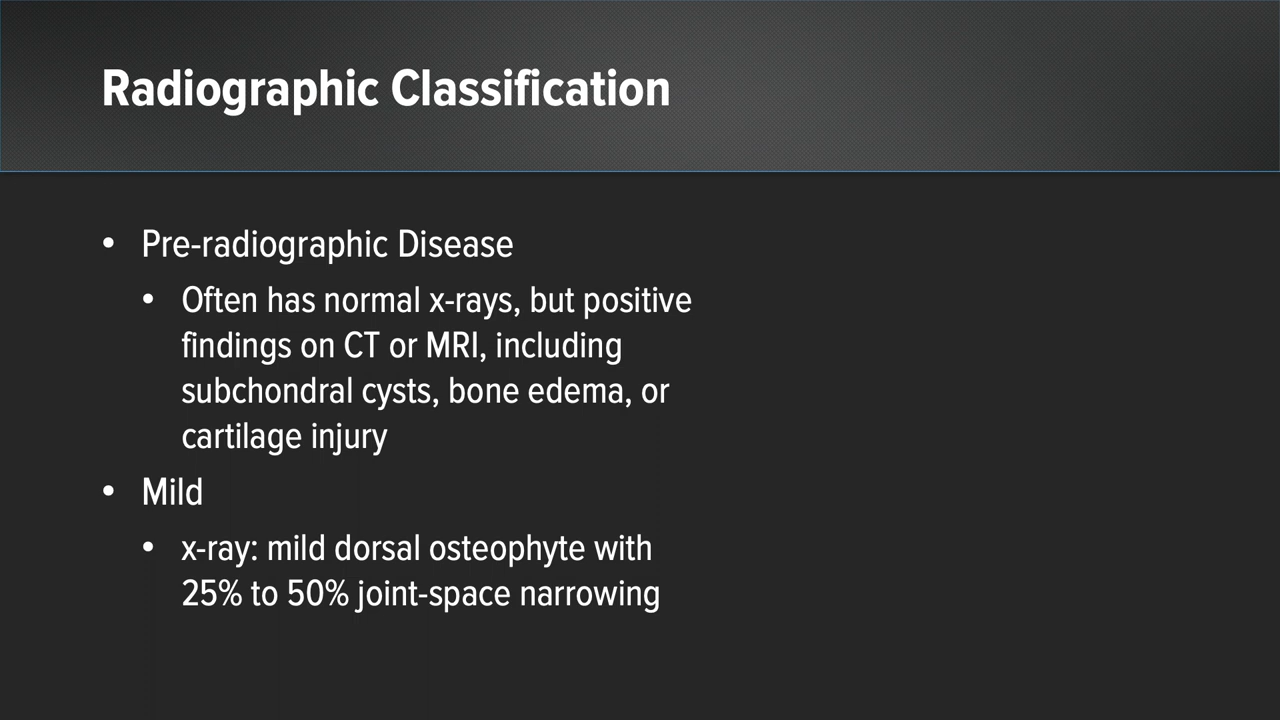 Radiographic Classification
• Pre-radiographic Disease
• Often has normal x-rays, but positive
findings on CT or MRI, including
subchondral cysts, bone edema, or
cartilage injury
• Mild
• x-ray: mild dorsal osteophyte with
25% to 50% joint-space narrowing